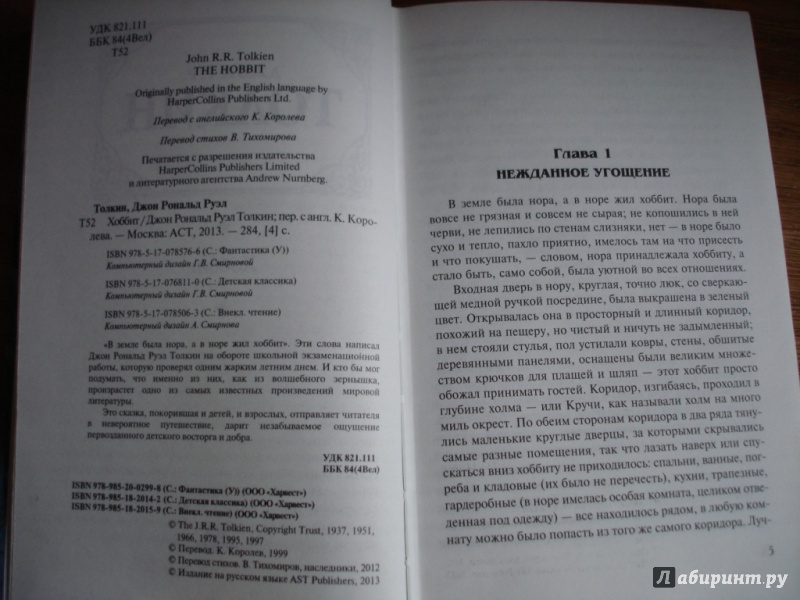 УДК 821.111
ББК 84(4Вел)
Т52
John R.R. Tolkien
THE HOBBIT
Originally published in the English language by
HarperCollins Publishers Ltd.
Перевод с английского К. Королева
Перевод стихов В. Тихомирова
Печатается с разрешения издательства
HarperCollins Publishers Limited
и литературного агентства Andrew Nurnberg.
Толкин, Джон Рональд Руэл
Т52 Хоббит / Джон Рональд Руэл Толкин; пер. с англ. К. Коро-
лева. — Москва: АСТ, 2013. — 284, [4] с.
ISBN 978-5-17-078576-6 (С.: Фантастика (У))
Компьютерный дизайн Г.В. Смирновой
ISBN 978-5-17-076811-0 (С.: Детская классика)
Компьютерный дизайн Г.В. Смирновой
ISBN 978-5-17-078506-3 (С.: Внекл. чтение)
Компьютерный дизайн А. Смирнова
«В земле была нора, а в норе жил хоббит». Эти слова написал
Джон Рональд Руэл Толкин на обороте школьной экзаменационной
работы, которую проверял одним жарким летним днем. И кто бы мог
подумать, что именно из них, как из волшебного зернышка,
произрастет одно из самых известных произведений мировой
литературы.
Это сказка, покорившая и детей, и взрослых, отправляет читателя
в невероятное путешествие, дарит незабываемое ощущение
первозданного детского восторга и добра.
УДК 821.111
ББК 84(4Вел)
ISBN 978-985-20-0299-8 (С.: Фантастика (У)) (ООО «Харвест»)
ISBN 978-985-18-2014-2 (С.: Детская классика) (ООО «Харвест»)
ISBN 978-985-18-2015-9 (С.: Внекл. чтение) (ООО «Харвест»)
© The J.R.R. Tolkien, Copyright Trust, 1937, 1951,
1966, 1978, 1995, 1997
© Перевод. К. Королев, 1999
© Перевод стихов. В. Тихомиров, наследники, 2012
© Издание на русском языке AST Publishers, 2013
Глава 1
НЕЖДАННОЕ УГОЩЕНИЕ
В земле была нора, а в норе жил хоббит. Нора была
вовсе не грязная и совсем не сырая; не копошились в ней
черви, не лепились по стенам слизняки, нет — в норе было
сухо и тепло, пахло приятно, имелось там на что присесть
и что покушать, — словом, нора принадлежала хоббиту, а
стало быть, само собой, была уютной во всех отношениях.
Входная дверь в нору, круглая, точно люк, со сверкаю-
щей медной ручкой посредине, была выкрашена в зеленый
цвет. Открывалась она в просторный и длинный коридор,
похожий на пещеру, но чистый и ничуть не задымленный;
в нем стояли стулья, пол устилали ковры, стены, обшитые
деревянными панелями, оснащены были великим множе-
ством крючков для плащей и шляп — этот хоббит просто
обожал принимать гостей. Коридор, изгибаясь, проходил в
глубине холма — или Кручи, как называли холм на много
миль окрест. По обеим сторонам коридора в два ряда тяну-
лись маленькие круглые дверцы, за которыми скрывались
самые разные помещения, так что лазать наверх или спу-
скаться вниз хоббиту не приходилось: спальни, ванные, пог-
реба и кладовые (их было не перечесть), кухни, трапезные,
гардеробные (в норе имелась особая комната, целиком отве-
денная под одежду) — все находилось рядом, в любую ком-
нату можно было попасть из того же самого коридора. Луч-
5
Лабиринт.ру